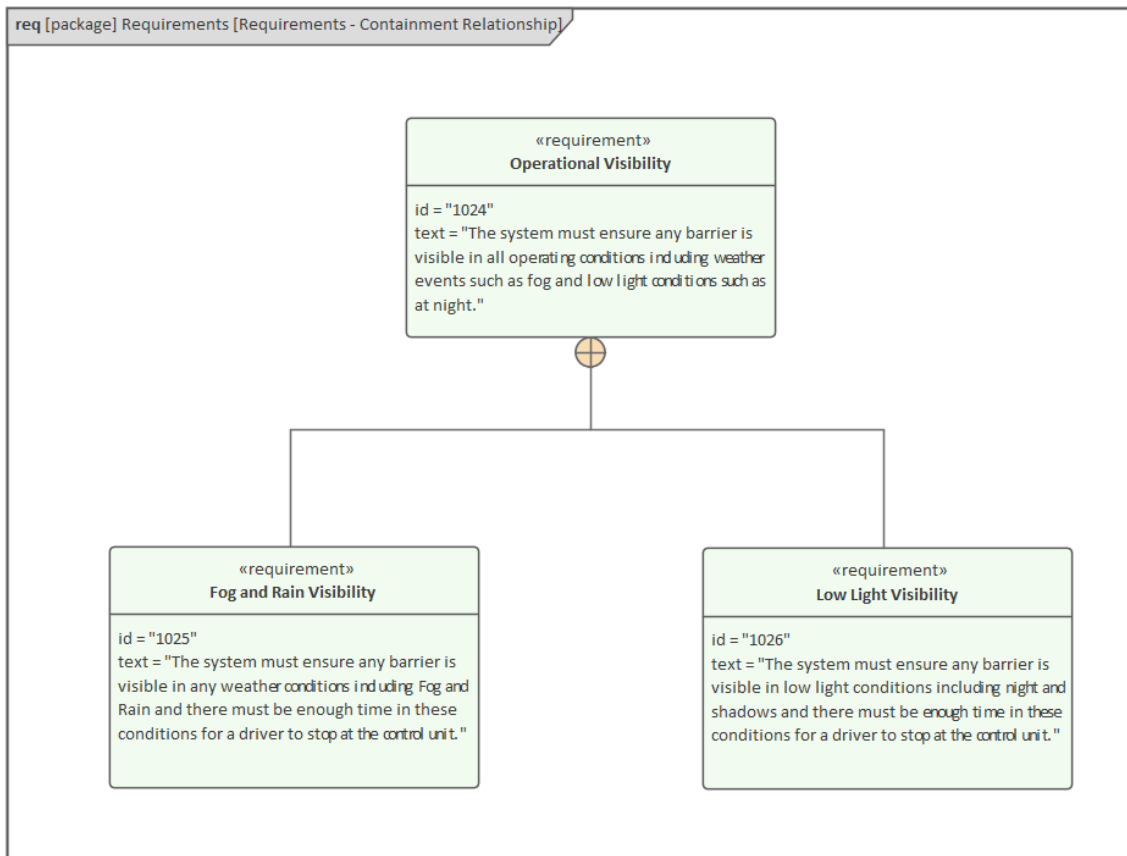 req [package] Requirements [Requirements - Containment Relationship]
«requirement»
Operational Visibility
id = "1024"
text = "The system must ensure any barrier is
visible in all operating conditions including weather
events such as fog and low light conditions such as
at night."
«requirement»
Fog and Rain Visibility
id = "1025"
text = "The system must ensure any barrier is
visible in any weather conditions including Fog and
Rain and there must be enough time in these
conditions for a driver to stop at the control unit."
«requirement»
Low Light Visibility
id = "1026"
text = "The system must ensure any barrier is
visible in low light conditions including night and
shadows and there must be enough time in these
conditions for a driver to stop at the control unit."